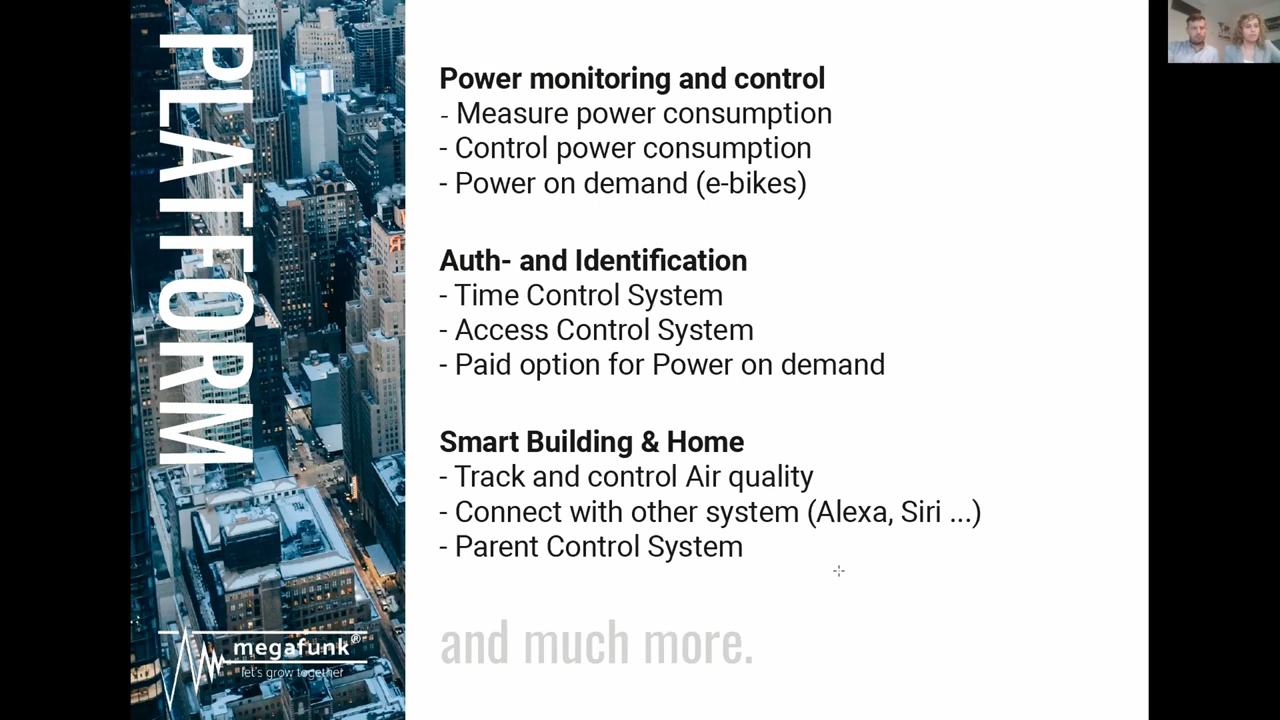 PLATFORM
Power monitoring and control
- Measure power consumption
- Control power consumption
- Power on demand (e-bikes)
Auth- and Identification
- Time Control System
- Access Control System
- Paid option for Power on demand
Smart Building & Home
- Track and control Air quality
- Connect with other system (Alexa, Siri ...)
- Parent Control System
and much more.
megafunk®
let's grow together